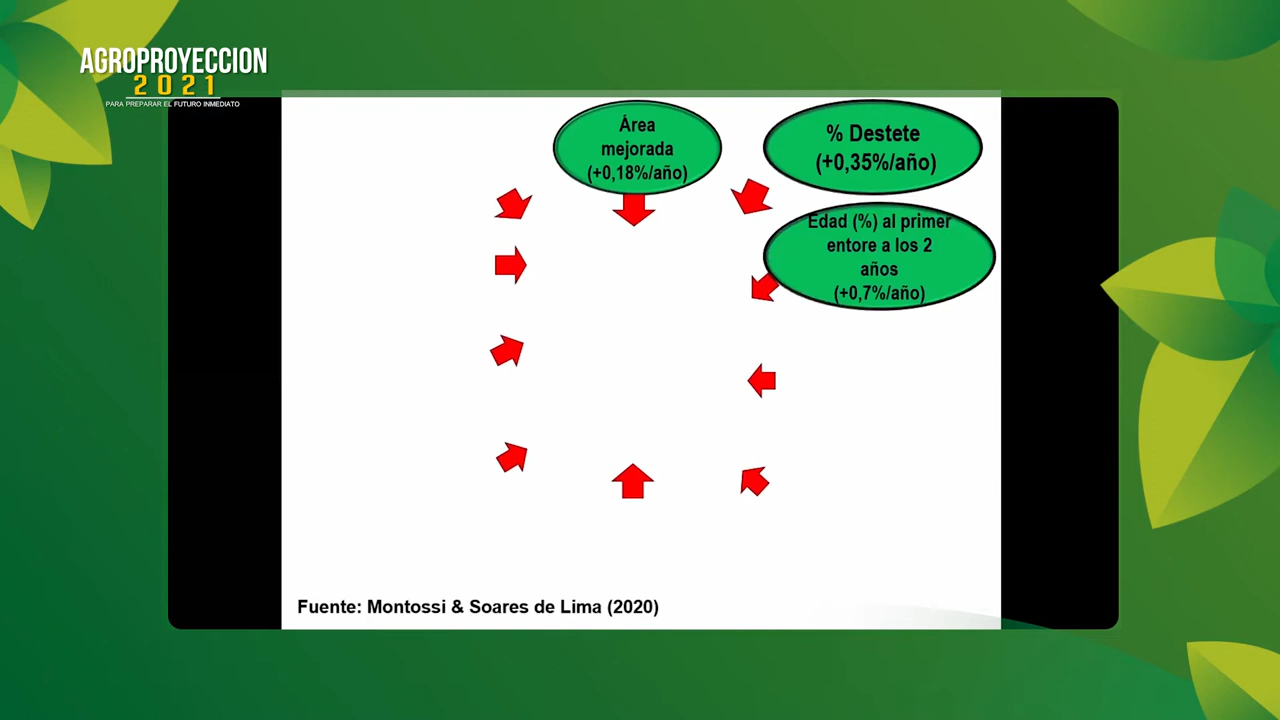 AGROPROYECCION
2021
PARA PREPARAR EL FUTURO INMEDIATO
Área
mejorada
(+0,18%/año)
% Destete
(+0,35%/año)
Edad (%) al primer
entore a los 2
años
(+0,7%/año)
Fuente: Montossi & Soares de Lima (2020)